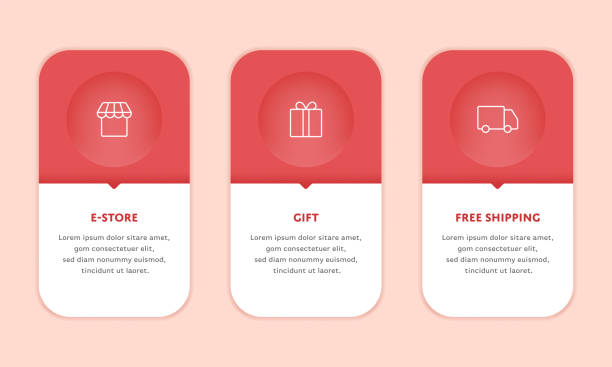 E-STORE
Lorem ipsum dolor sitare amet,
gom consectetuer elit,
sed diam nonummy euismod,
tincidunt ut laoret.
GIFT
Lorem ipsum dolor sitare amet,
gom consectetuer elit,
sed diam nonummy euismod,
tincidunt ut laoret.
FREE SHIPPING
Lorem ipsum dolor sitare amet,
gom consectetuer elit,
sed diam nonummy euismod,
tincidunt ut laoret.